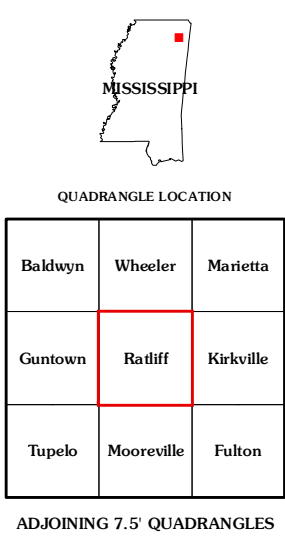 MISSISSIPPI
QUADRANGLE LOCATION
Baldwyn Wheeler Marietta
Guntown Ratliff Kirkville
Tupelo Mooreville Fulton
ADJOINING 7.5' QUADRANGLES